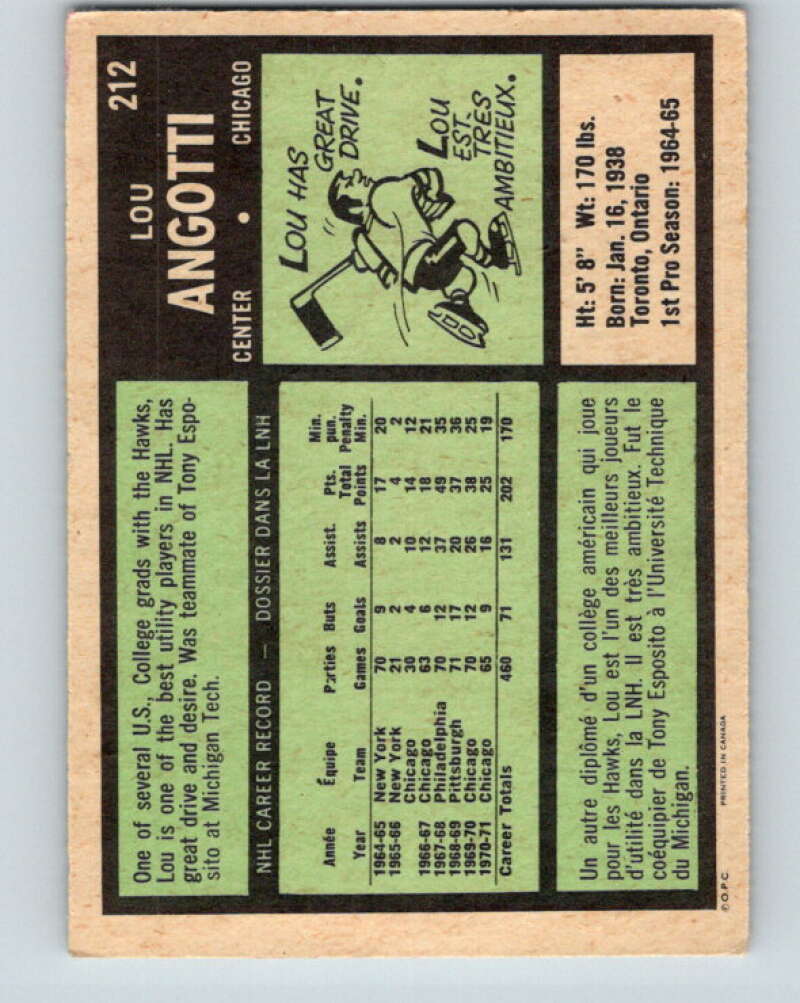 One of several U.S., College grads with the Hawks,
Lou is one of the best utility players in NHL. Has
great drive and desire. Was teammate of Tony Espo-
sito at Michigan Tech.
212
LOU
ANGOTTI
CENTER • CHICAGO
NHL CAREER RECORD — DOSSIER DANS LA LNH
Min.
Pts. pun.
Année Équipe Parties Buts Assist. Total Penalty
Year Team Games Goals Assists Points Min.
1964-65 New York 70 9 8 17 20
1965-66 New York 21 2 2 4 2
Chicago 30 4 10 14 12
1966-67 Chicago 63 6 12 18 21
1967-68 Philadelphia 70 12 37 49 35
1968-69 Pittsburgh 71 17 20 37 36
1969-70 Chicago 70 12 26 38 25
1970-71 Chicago 65 9 16 25 19
Career Totals 460 71 131 202 170
LOU HAS
GREAT
DRIVE.
LOU
EST
TRES
AMBITIEUX.
Un autre diplômé d'un collège américain qui joue
pour les Hawks, Lou est l'un des meilleurs joueurs
d'utilité dans la LNH. Il est très ambitieux. Fut le
coéquipier de Tony Esposito à l'Université Technique
du Michigan.
Ht: 5' 8" Wt: 170 lbs.
Born: Jan. 16, 1938
Toronto, Ontario
1st Pro Season: 1964-65
© O.P.C. PRINTED IN CANADA